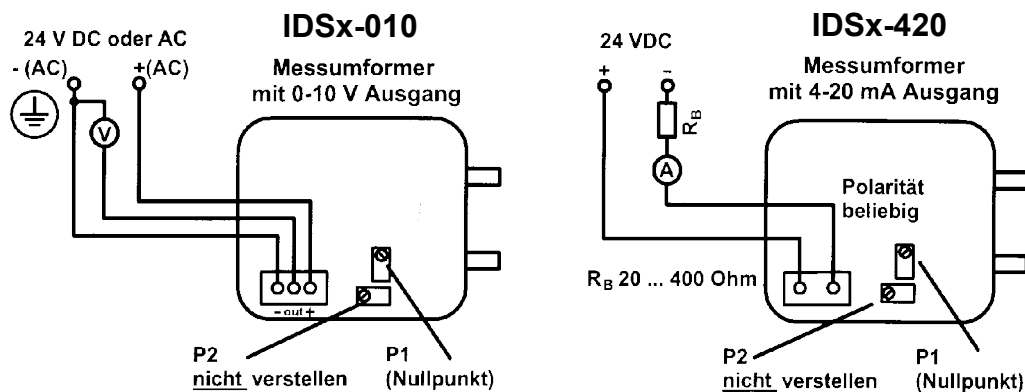 IDSx-010
24 V DC oder AC
- (AC)
+(AC)
Messumformer
mit 0-10 V Ausgang
V
- out +
P2
nicht verstellen
P1
(Nullpunkt)
IDSx-420
24 VDC
+
-
Messumformer
mit 4-20 mA Ausgang
RB
A
Polarität
beliebig
RB 20 ... 400 Ohm
P2
nicht verstellen
P1
(Nullpunkt)